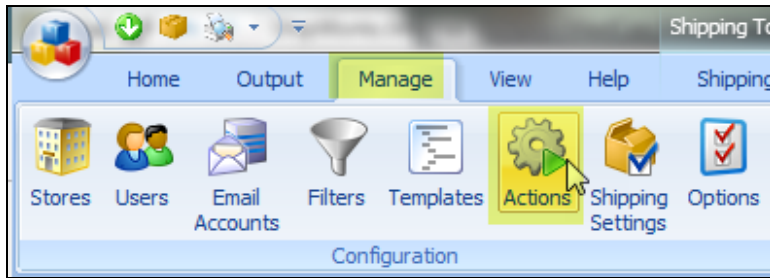 Shipping To
Home Output Manage View Help Shipping
Stores Users Email Accounts Filters Templates Actions Shipping Settings Options
Configuration